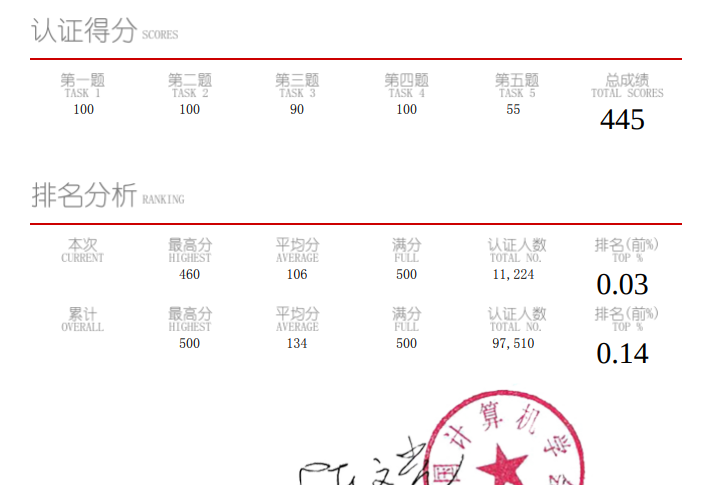 认证得分 SCORES
第一题 第二题 第三题 第四题 第五题 总成绩
TASK 1 TASK 2 TASK 3 TASK 4 TASK 5 TOTAL SCORES
100 100 90 100 55 445
排名分析 RANKING
本次 最高分 平均分 满分 认证人数 排名(前%)
CURRENT HIGHEST AVERAGE FULL TOTAL NO. TOP %
460 106 500 11,224 0.03
累计 最高分 平均分 满分 认证人数 排名(前%)
OVERALL HIGHEST AVERAGE FULL TOTAL NO. TOP %
500 134 500 97,510 0.14
国计算机学会